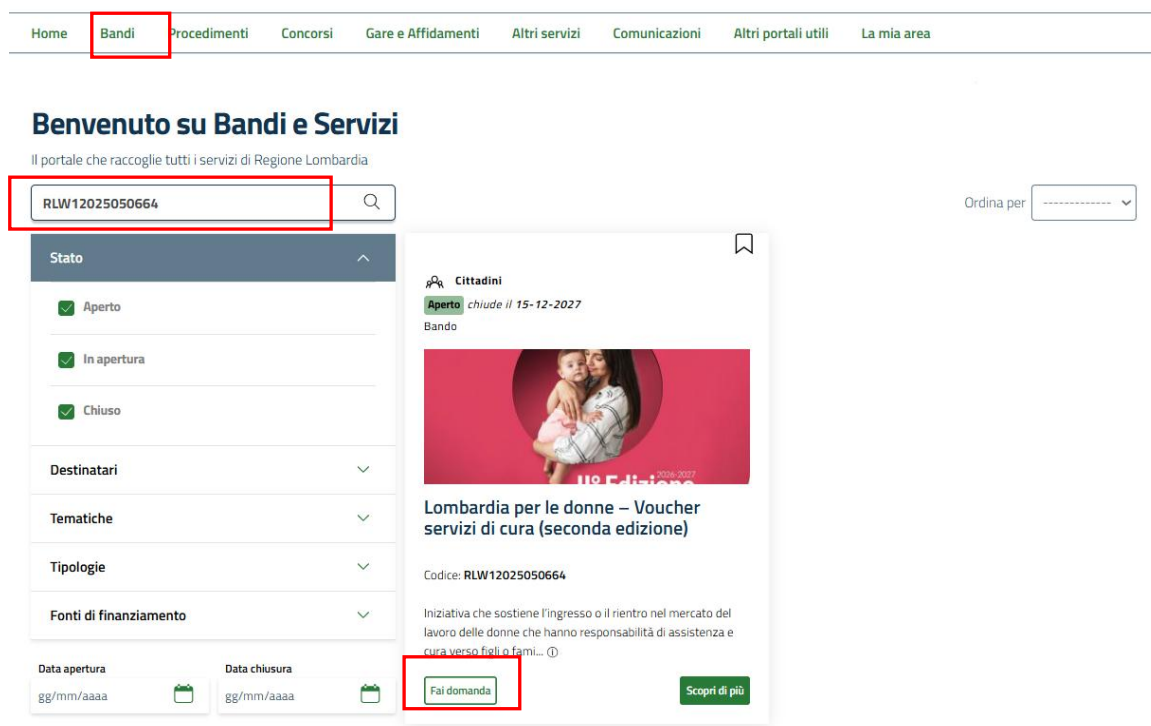 Home Bandi Procedimenti Concorsi Gare e Affidamenti Altri servizi Comunicazioni Altri portali utili La mia area
Benvenuto su Bandi e Servizi
Il portale che raccoglie tutti i servizi di Regione Lombardia
RLW12025050664
Ordina per -------------
Stato
Aperto
In apertura
Chiuso
Destinatari
Tematiche
Tipologie
Fonti di finanziamento
Data apertura Data chiusura
gg/mm/aaaa gg/mm/aaaa
Cittadini
Aperto chiude il 15-12-2027
Bando
2026-2027
II° Edizione
Lombardia per le donne – Voucher
servizi di cura (seconda edizione)
Codice: RLW12025050664
Iniziativa che sostiene l'ingresso o il rientro nel mercato del
lavoro delle donne che hanno responsabilità di assistenza e
cura verso figli o fami...
Fai domanda Scopri di più